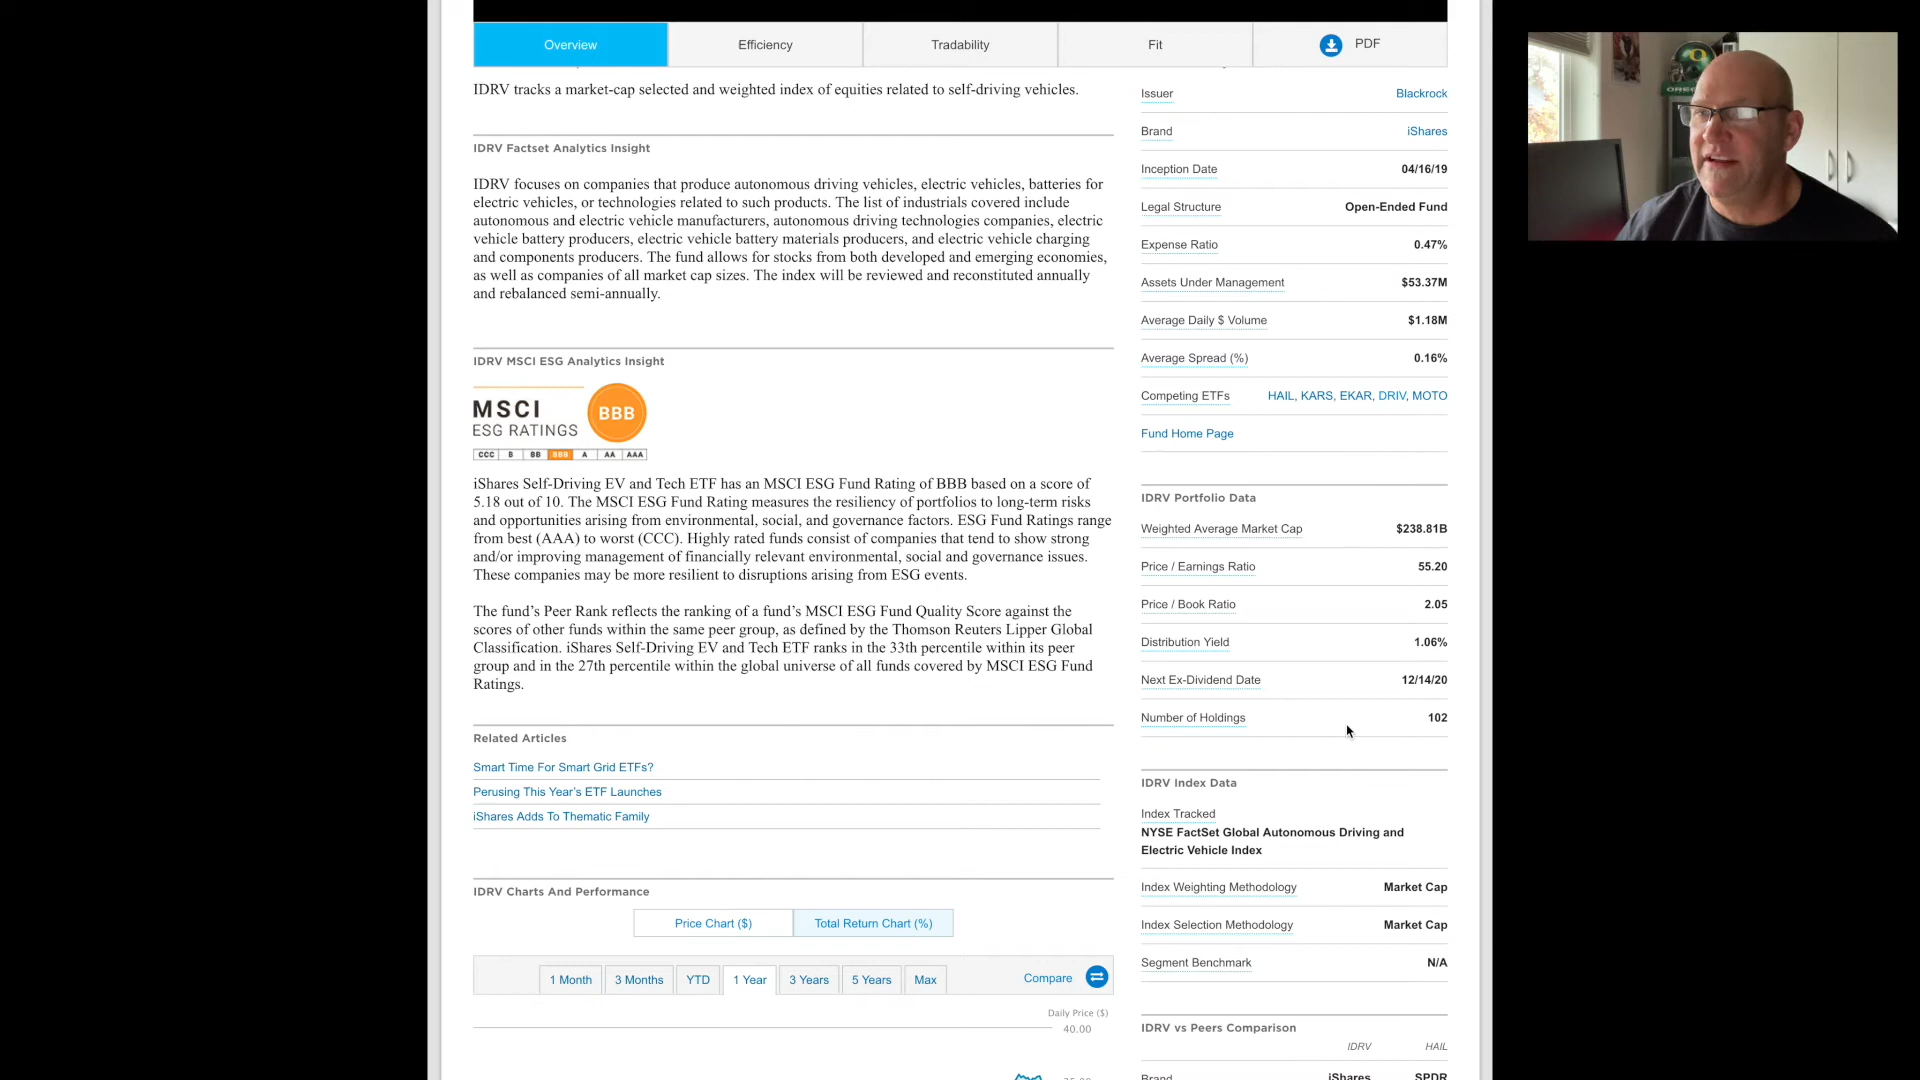 Overview
Efficiency
Tradability
Fit
PDF
IDRV tracks a market-cap selected and weighted index of equities related to self-driving vehicles.
IDRV Factset Analytics Insight
IDRV focuses on companies that produce autonomous driving vehicles, electric vehicles, batteries for
electric vehicles, or technologies related to such products. The list of industrials covered include
autonomous and electric vehicle manufacturers, autonomous driving technologies companies, electric
vehicle battery producers, electric vehicle battery materials producers, and electric vehicle charging
and components producers. The fund allows for stocks from both developed and emerging economies,
as well as companies of all market cap sizes. The index will be reviewed and reconstituted annually
and rebalanced semi-annually.
IDRV MSCI ESG Analytics Insight
MSCI
ESG RATINGS
BBB
CCC B BB BBB A AA AAA
iShares Self-Driving EV and Tech ETF has an MSCI ESG Fund Rating of BBB based on a score of
5.18 out of 10. The MSCI ESG Fund Rating measures the resiliency of portfolios to long-term risks
and opportunities arising from environmental, social, and governance factors. ESG Fund Ratings range
from best (AAA) to worst (CCC). Highly rated funds consist of companies that tend to show strong
and/or improving management of financially relevant environmental, social and governance issues.
These companies may be more resilient to disruptions arising from ESG events.
The fund's Peer Rank reflects the ranking of a fund's MSCI ESG Fund Quality Score against the
scores of other funds within the same peer group, as defined by the Thomson Reuters Lipper Global
Classification. iShares Self-Driving EV and Tech ETF ranks in the 33th percentile within its peer
group and in the 27th percentile within the global universe of all funds covered by MSCI ESG Fund
Ratings.
Related Articles
Smart Time For Smart Grid ETFs?
Perusing This Year's ETF Launches
iShares Adds To Thematic Family
IDRV Charts And Performance
Price Chart ($)
Total Return Chart (%)
1 Month
3 Months
YTD
1 Year
3 Years
5 Years
Max
Compare
Daily Price ($)
40.00
Issuer Blackrock
Brand iShares
Inception Date 04/16/19
Legal Structure Open-Ended Fund
Expense Ratio 0.47%
Assets Under Management $53.37M
Average Daily $ Volume $1.18M
Average Spread (%) 0.16%
Competing ETFs HAIL, KARS, EKAR, DRIV, MOTO
Fund Home Page
IDRV Portfolio Data
Weighted Average Market Cap $238.81B
Price / Earnings Ratio 55.20
Price / Book Ratio 2.05
Distribution Yield 1.06%
Next Ex-Dividend Date 12/14/20
Number of Holdings 102
IDRV Index Data
Index Tracked
NYSE FactSet Global Autonomous Driving and
Electric Vehicle Index
Index Weighting Methodology Market Cap
Index Selection Methodology Market Cap
Segment Benchmark N/A
IDRV vs Peers Comparison
IDRV HAIL
Brand iShares SPDR